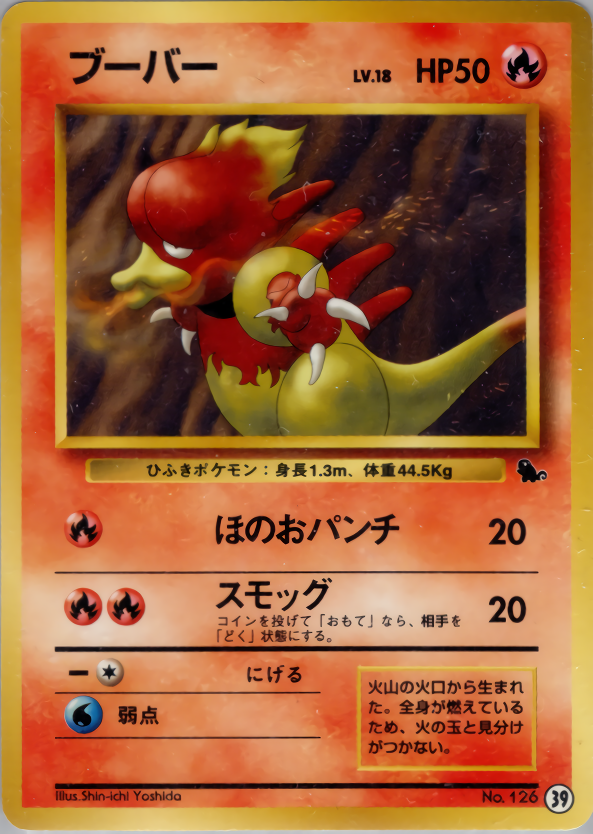 ブーバー LV.18 HP50
ひふきポケモン：身長1.3m、体重44.5Kg
ほのおパンチ 20
スモッグ 20
コインを投げて「おもて」なら、相手を
「どく」状態にする。
ー にげる
弱点
火山の火口から生まれ
た。全身が燃えている
ため、火の玉と見分け
がつかない。
Illus.Shin-ichi Yoshida No. 126 39